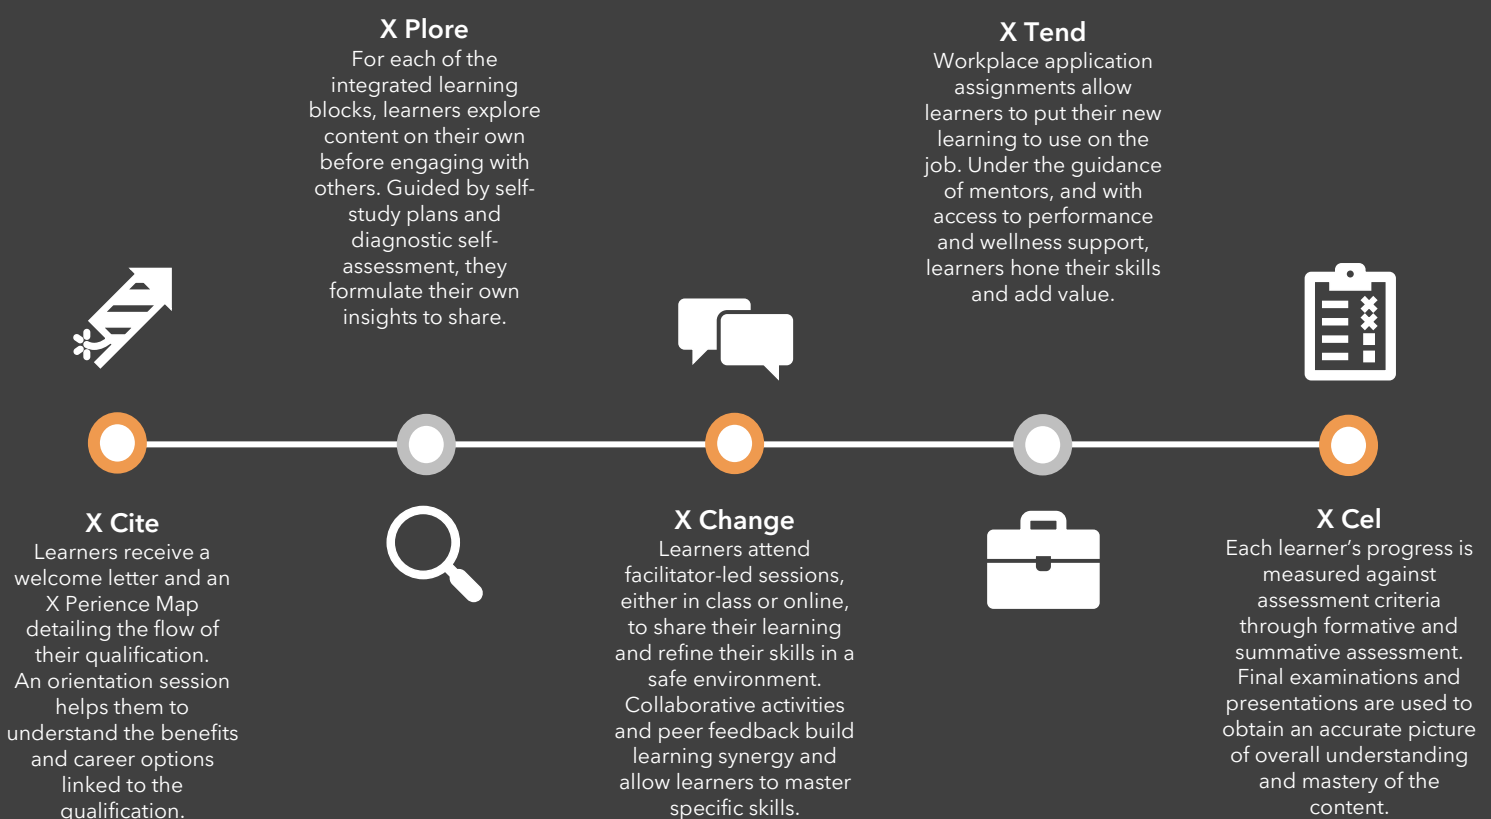 X Plore
For each of the
integrated learning
blocks, learners explore
content on their own
before engaging with
others. Guided by self-
study plans and
diagnostic self-
assessment, they
formulate their own
insights to share.
X Tend
Workplace application
assignments allow
learners to put their new
learning to use on the
job. Under the guidance
of mentors, and with
access to performance
and wellness support,
learners hone their skills
and add value.
X Cite
Learners receive a
welcome letter and an
X Perience Map
detailing the flow of
their qualification.
An orientation session
helps them to
understand the benefits
and career options
linked to the
qualification.
X Change
Learners attend
facilitator-led sessions,
either in class or online,
to share their learning
and refine their skills in a
safe environment.
Collaborative activities
and peer feedback build
learning synergy and
allow learners to master
specific skills.
X Cel
Each learner’s progress is
measured against
assessment criteria
through formative and
summative assessment.
Final examinations and
presentations are used to
obtain an accurate picture
of overall understanding
and mastery of the
content.